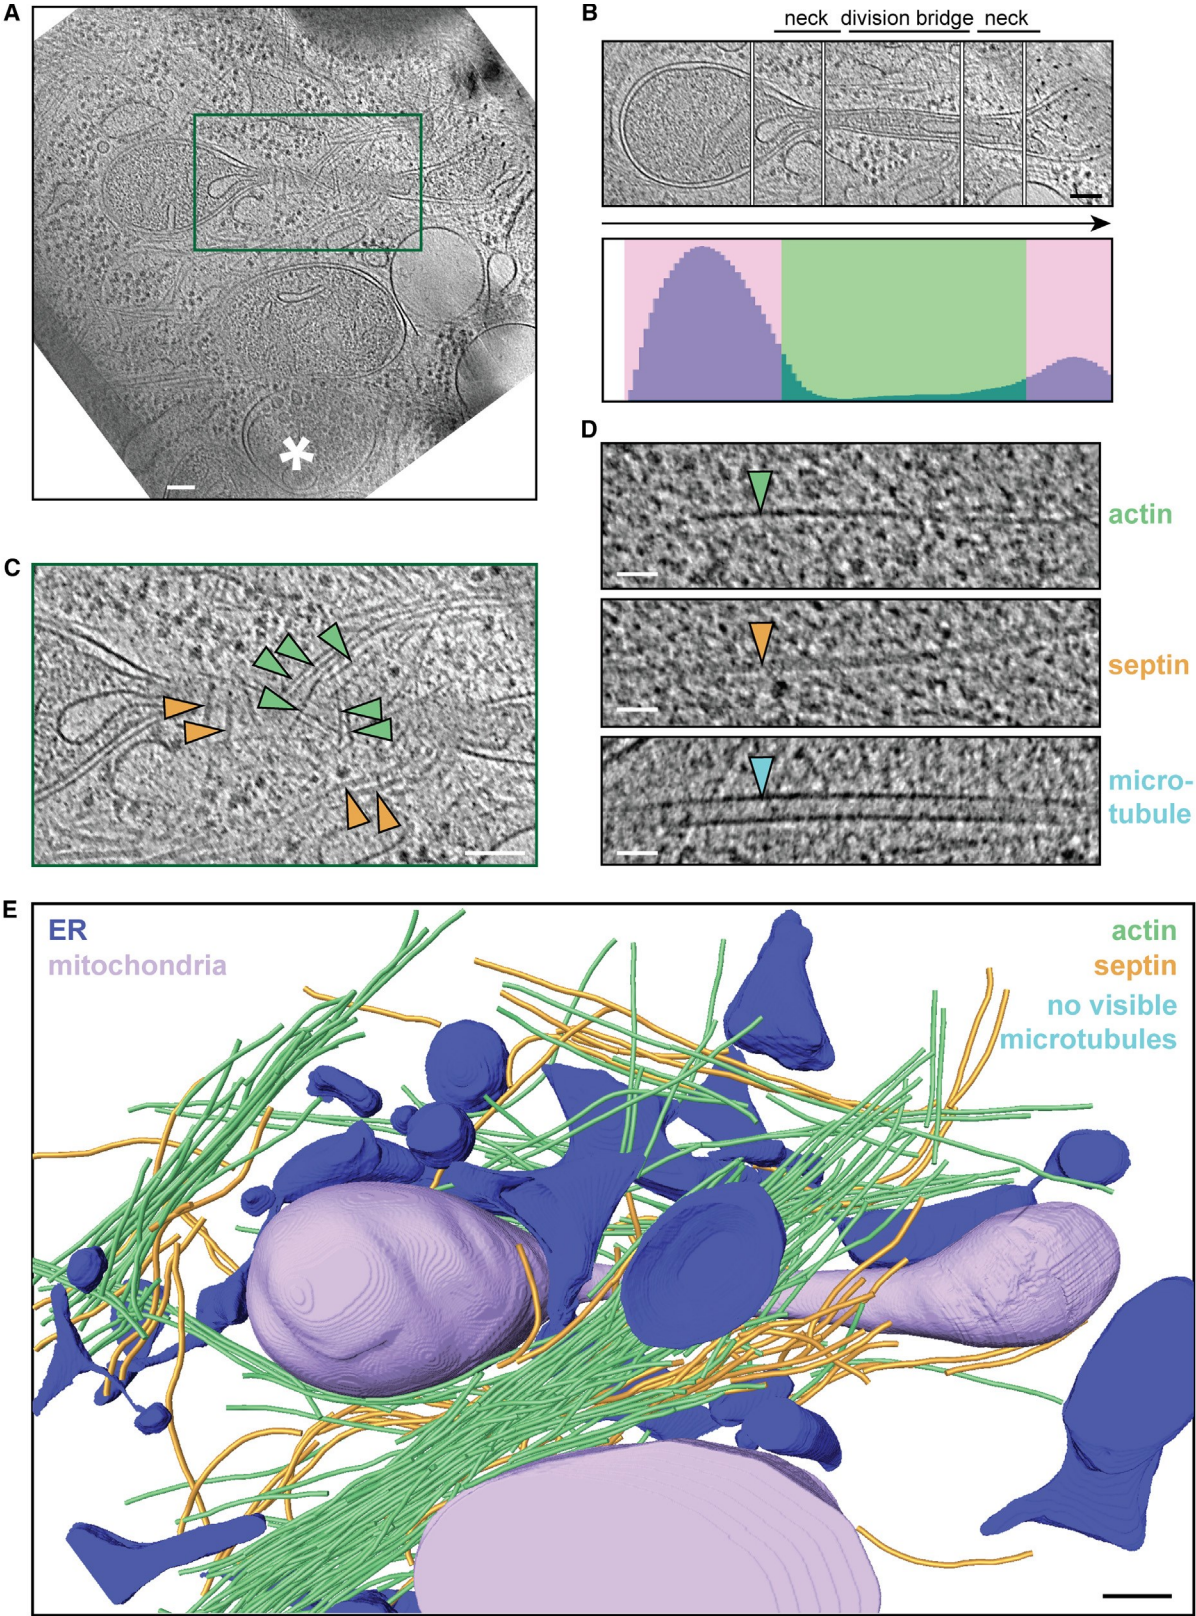 A
B
neck division bridge neck
C
D
actin
septin
micro-
tubule
E
ER
mitochondria
actin
septin
no visible
microtubules